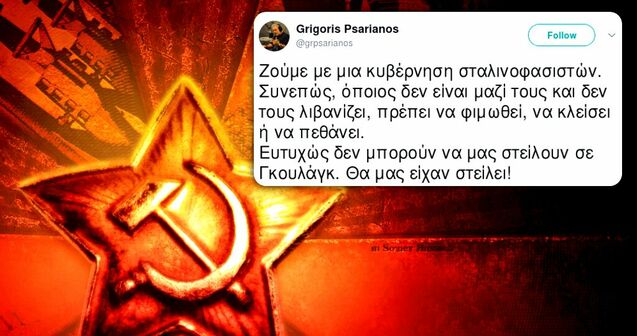 Grigoris Psarianos
@grpsarianos
Follow
Ζούμε με μια κυβέρνηση σταλινοφασιστών.
Συνεπώς, όποιος δεν είναι μαζί τους και δεν
τους λιβανίζει, πρέπει να φιμωθεί, να κλείσει
ή να πεθάνει.
Ευτυχώς δεν μπορούν να μας στείλουν σε
Γκουλάγκ. Θα μας είχαν στείλει!